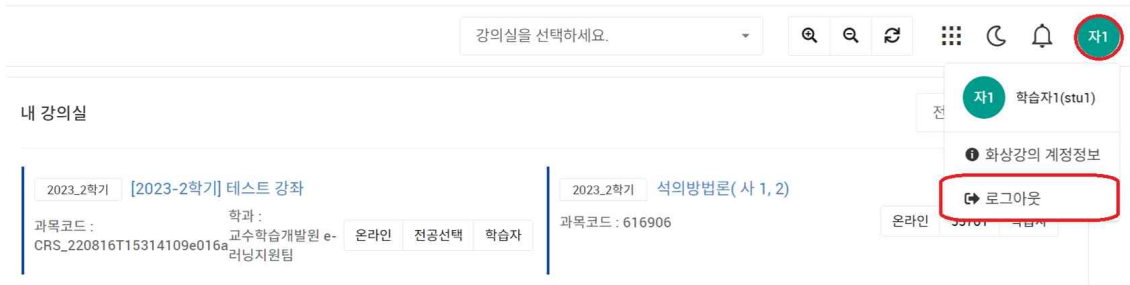 강의실을 선택하세요.
자1
자1 학습자1(stu1)
내 강의실
전
화상강의 계정정보
로그아웃
2023_2학기 [2023-2학기] 테스트 강좌
과목코드 :
CRS_220816T15314109e016a
학과 :
교수학습개발원 e-
러닝지원팀
온라인 전공선택 학습자
2023_2학기 석의방법론( 사 1, 2)
과목코드 : 616906
온라인